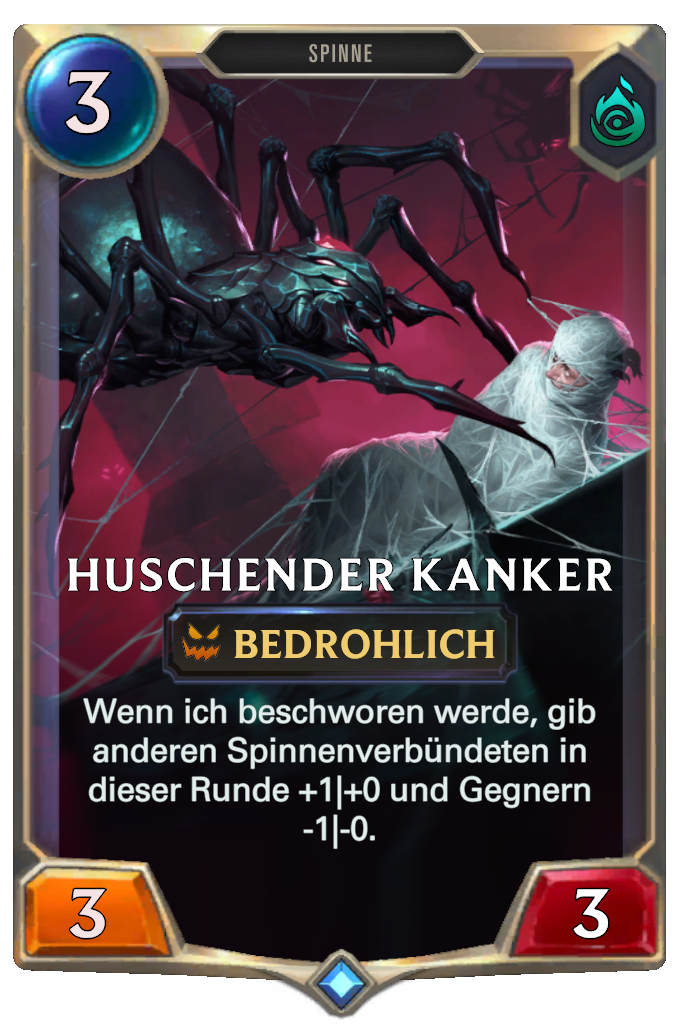 SPINNE
3
HUSCHENDER KANKER
BEDROHLICH
Wenn ich beschworen werde, gib
anderen Spinnenverbündeten in
dieser Runde +1|+0 und Gegnern
-1|-0.
3
3